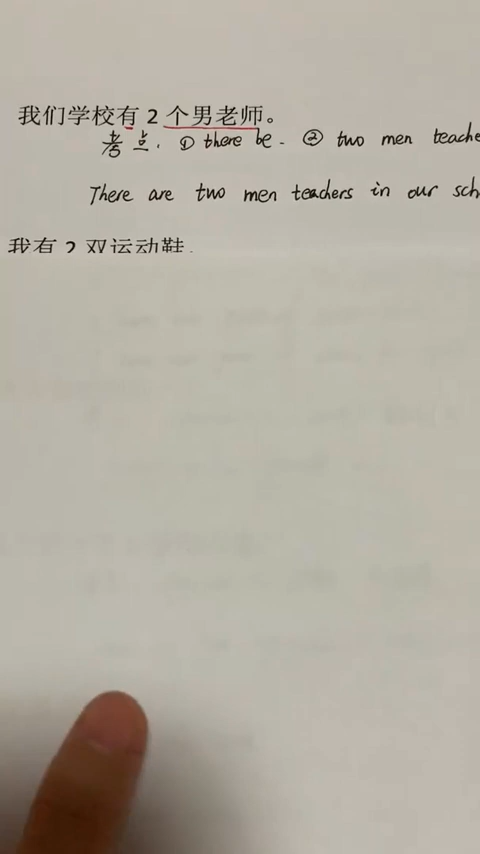 我们学校有 2 个男老师。
考点. ① there be. ② two men teache
There are two men teachers in our sch
我有 2 双运动鞋.